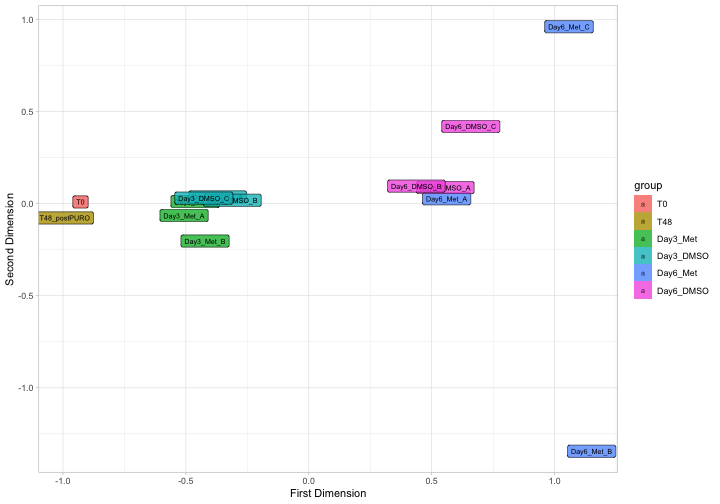 1.0
0.5
0.0
-0.5
-1.0
Second Dimension
-1.0
-0.5
0.0
0.5
1.0
First Dimension
Day6_Met_C
Day6_DMSO_C
Day6_DMSO_B
MSO_A
Day6_Met_A
T0
T48_postPURO
Day3_DMSO_C
MSO_B
Day3_Met_A
Day3_Met_B
Day6_Met_B
group
a T0
a T48
a Day3_Met
a Day3_DMSO
a Day6_Met
a Day6_DMSO